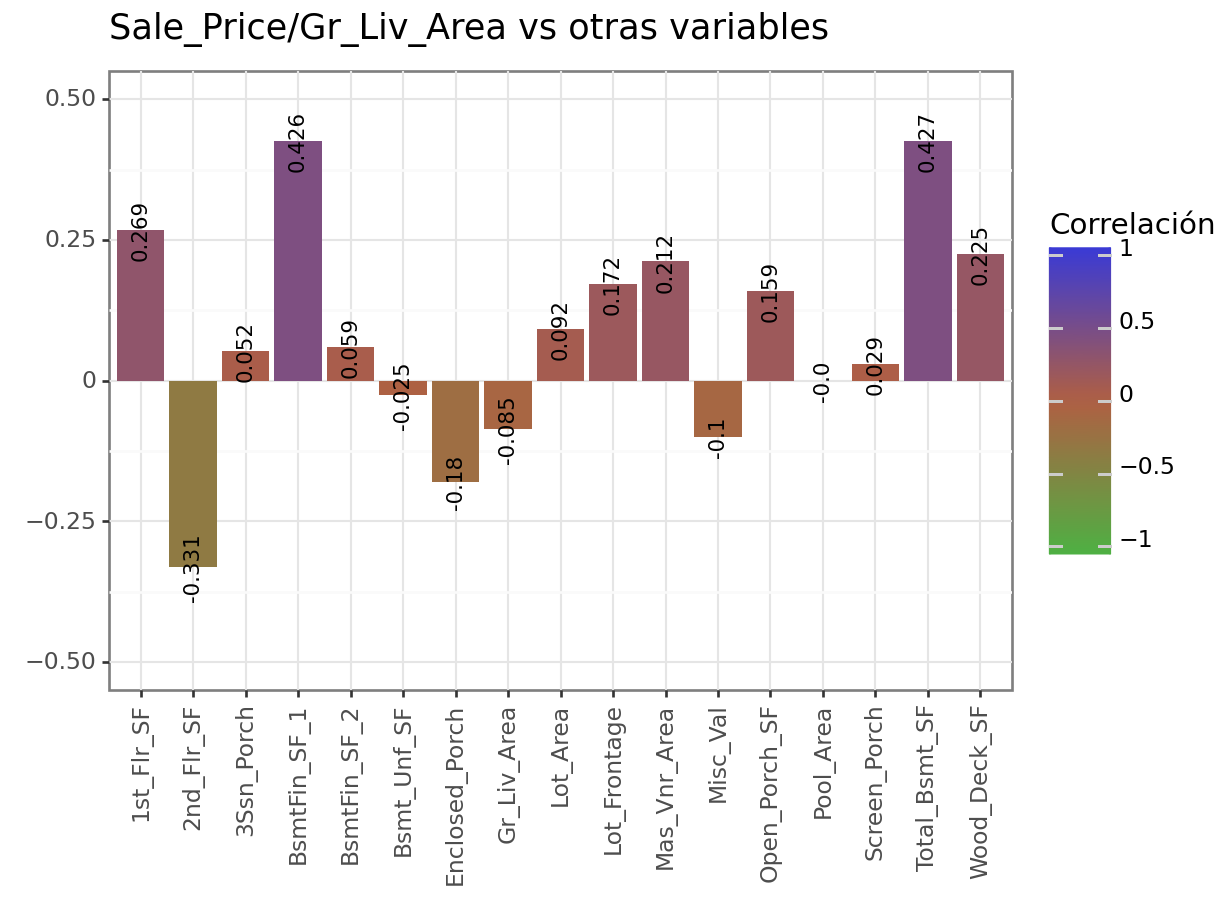 Sale_Price/Gr_Liv_Area vs otras variables
0.50
0.25
0
−0.25
−0.50
0.269
-0.331
0.052
0.426
0.059
-0.025
-0.18
-0.085
0.092
0.172
0.212
-0.1
0.159
-0.0
0.029
0.427
0.225
1st_Flr_SF
2nd_Flr_SF
3Ssn_Porch
BsmtFin_SF_1
BsmtFin_SF_2
Bsmt_Unf_SF
Enclosed_Porch
Gr_Liv_Area
Lot_Area
Lot_Frontage
Mas_Vnr_Area
Misc_Val
Open_Porch_SF
Pool_Area
Screen_Porch
Total_Bsmt_SF
Wood_Deck_SF
Correlación
1
0.5
0
−0.5
−1